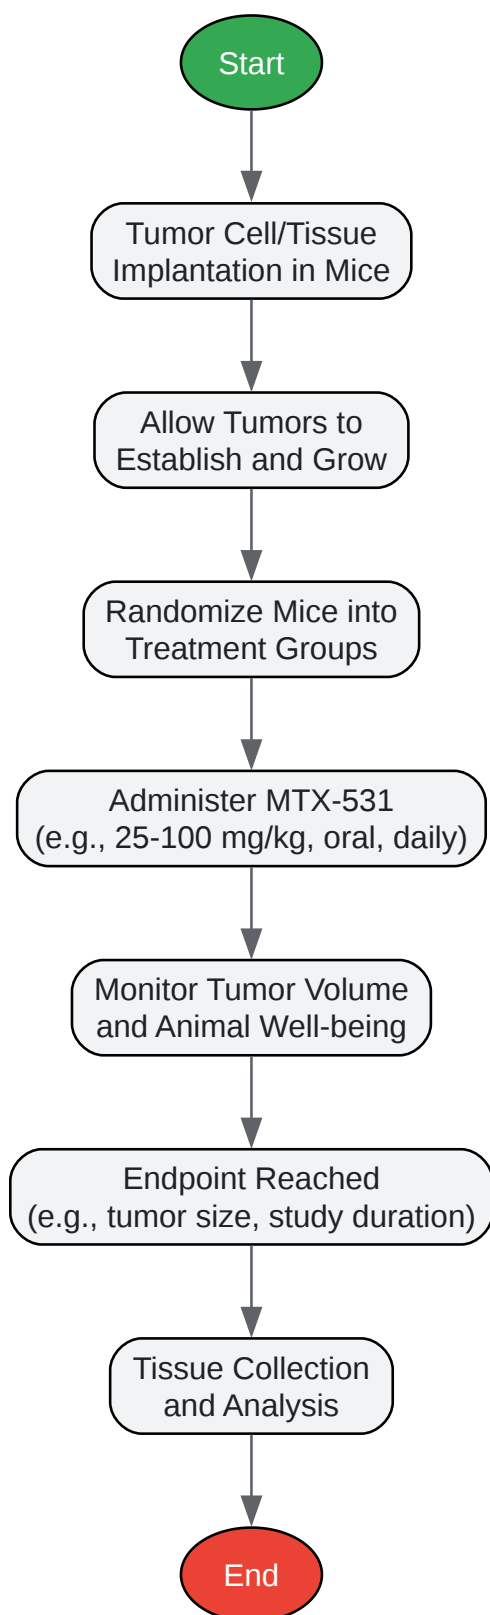 Start
Tumor Cell/Tissue
Implantation in Mice
Allow Tumors to
Establish and Grow
Randomize Mice into
Treatment Groups
Administer MTX-531
(e.g., 25-100 mg/kg, oral, daily)
Monitor Tumor Volume
and Animal Well-being
Endpoint Reached
(e.g., tumor size, study duration)
Tissue Collection
and Analysis
End